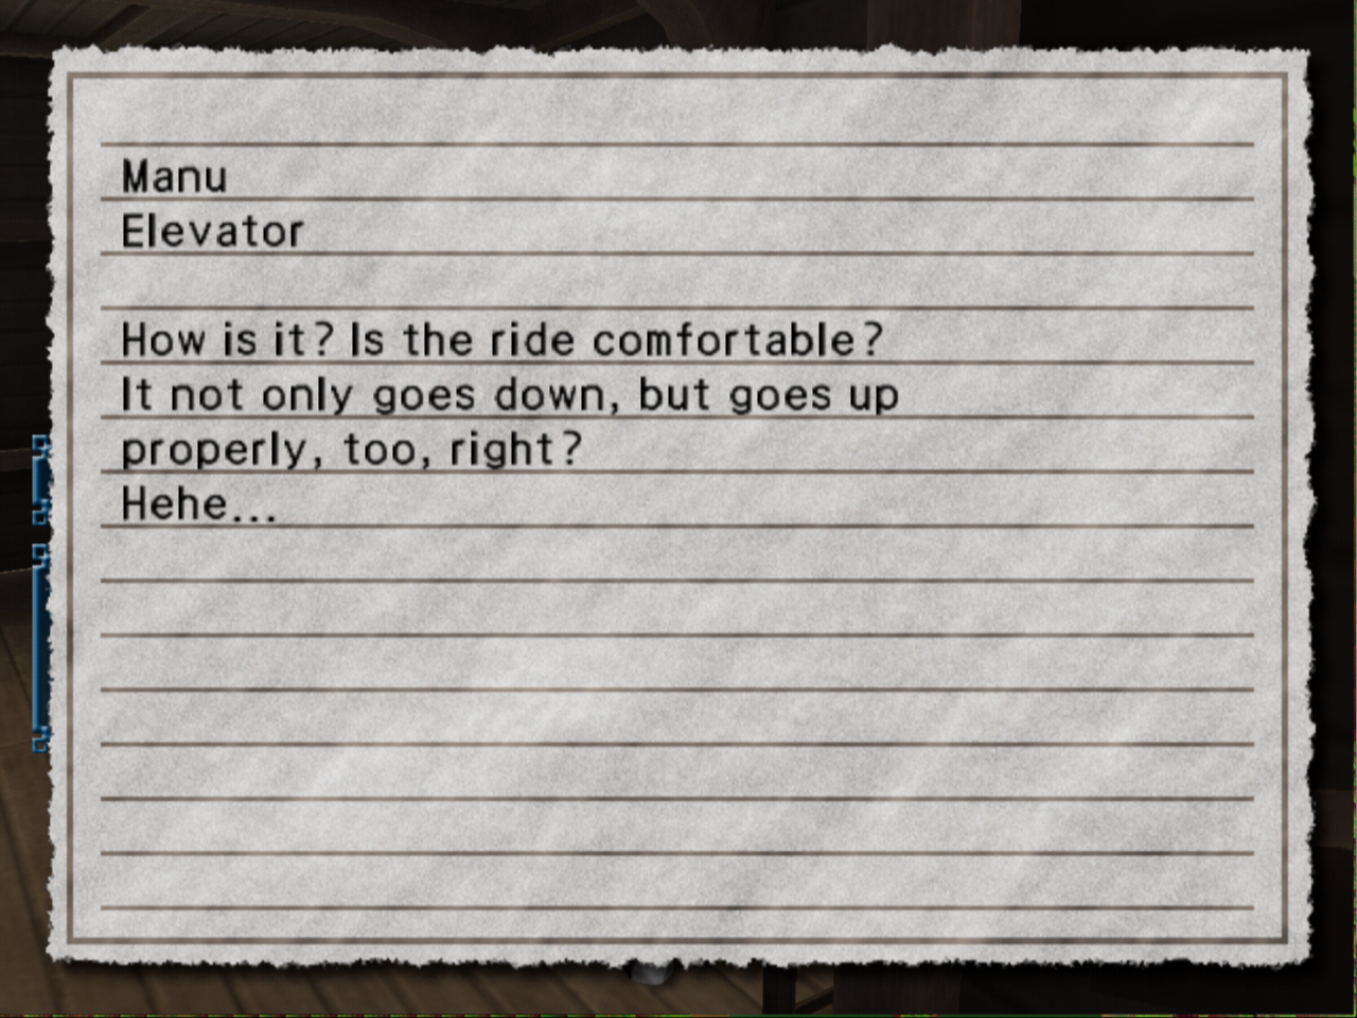 Manu
Elevator
How is it? Is the ride comfortable?
It not only goes down, but goes up
properly, too, right?
Hehe...